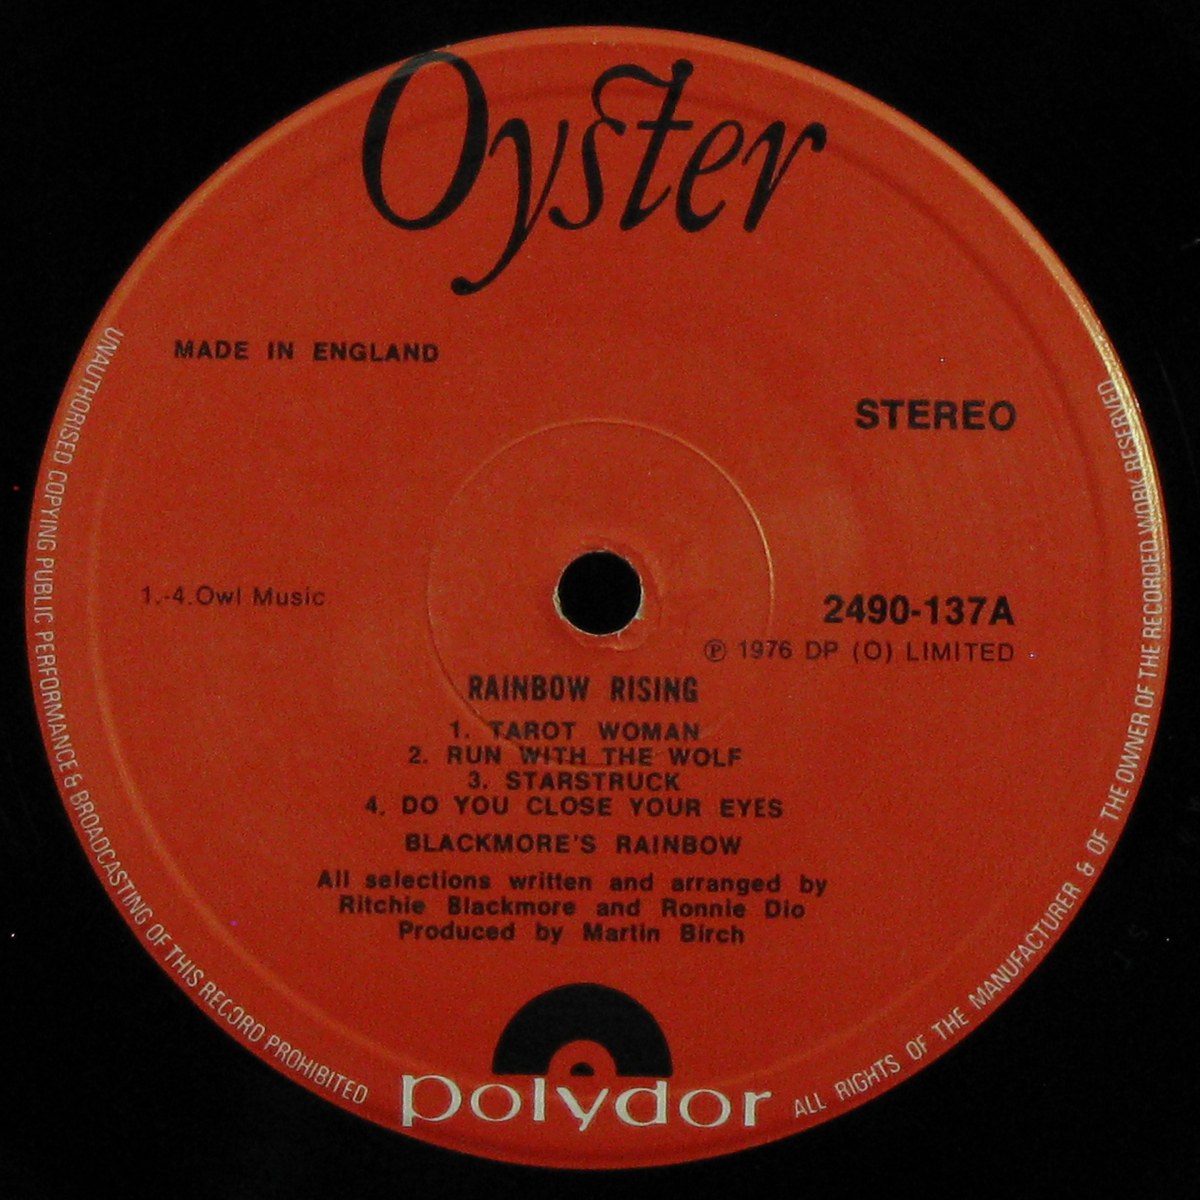 Oyster
MADE IN ENGLAND
STEREO
1.-4.Owl Music
2490-137A
℗ 1976 DP (O) LIMITED
RAINBOW RISING
1. TAROT WOMAN
2. RUN WITH THE WOLF
3. STARSTRUCK
4. DO YOU CLOSE YOUR EYES
BLACKMORE'S RAINBOW
All selections written and arranged by
Ritchie Blackmore and Ronnie Dio
Produced by Martin Birch
polydor
UNAUTHORISED COPYING PUBLIC PERFORMANCE & BROADCASTING OF THIS RECORD PROHIBITED
ALL RIGHTS OF THE MANUFACTURER & OF THE OWNER OF THE RECORDED WORK RESERVED